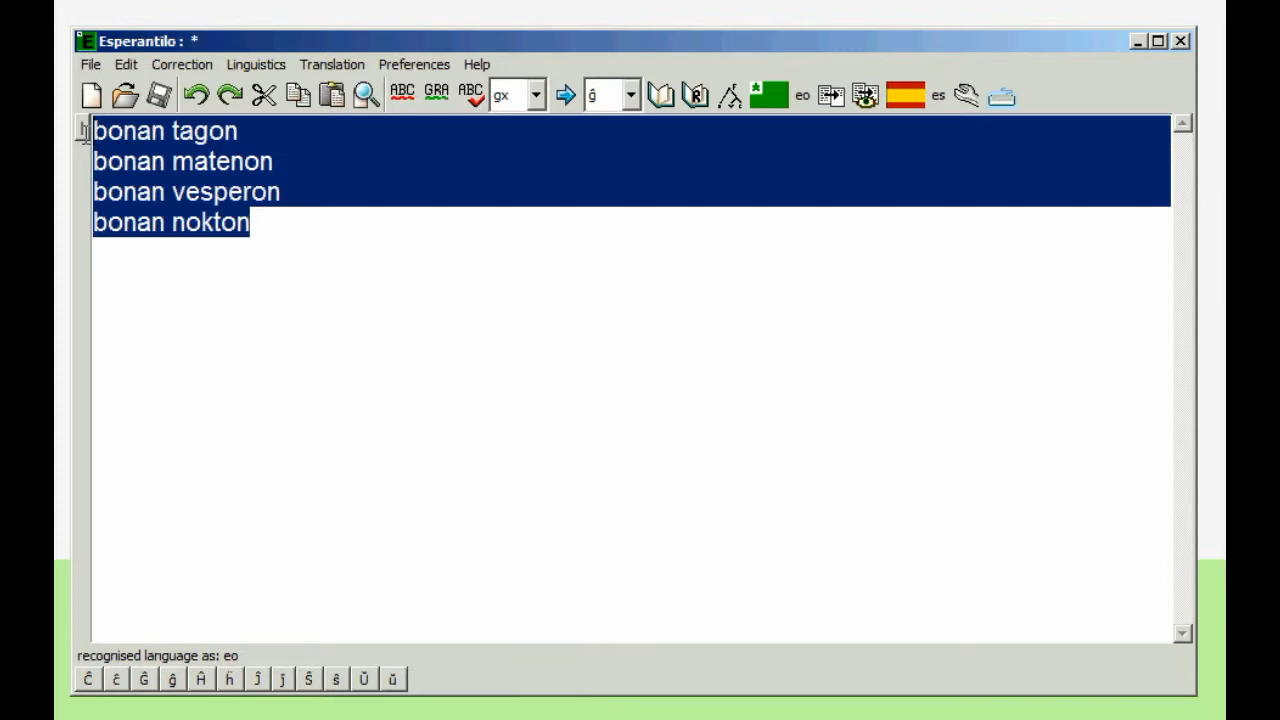 Esperantilo : *
File Edit Correction Linguistics Translation Preferences Help
ABC GRA ABC gx ĝ R eo es
bonan tagon
bonan matenon
bonan vesperon
bonan nokton
recognised language as: eo
Ĉ ĉ Ĝ ĝ Ĥ ĥ Ĵ ĵ Ŝ ŝ Ŭ ŭ